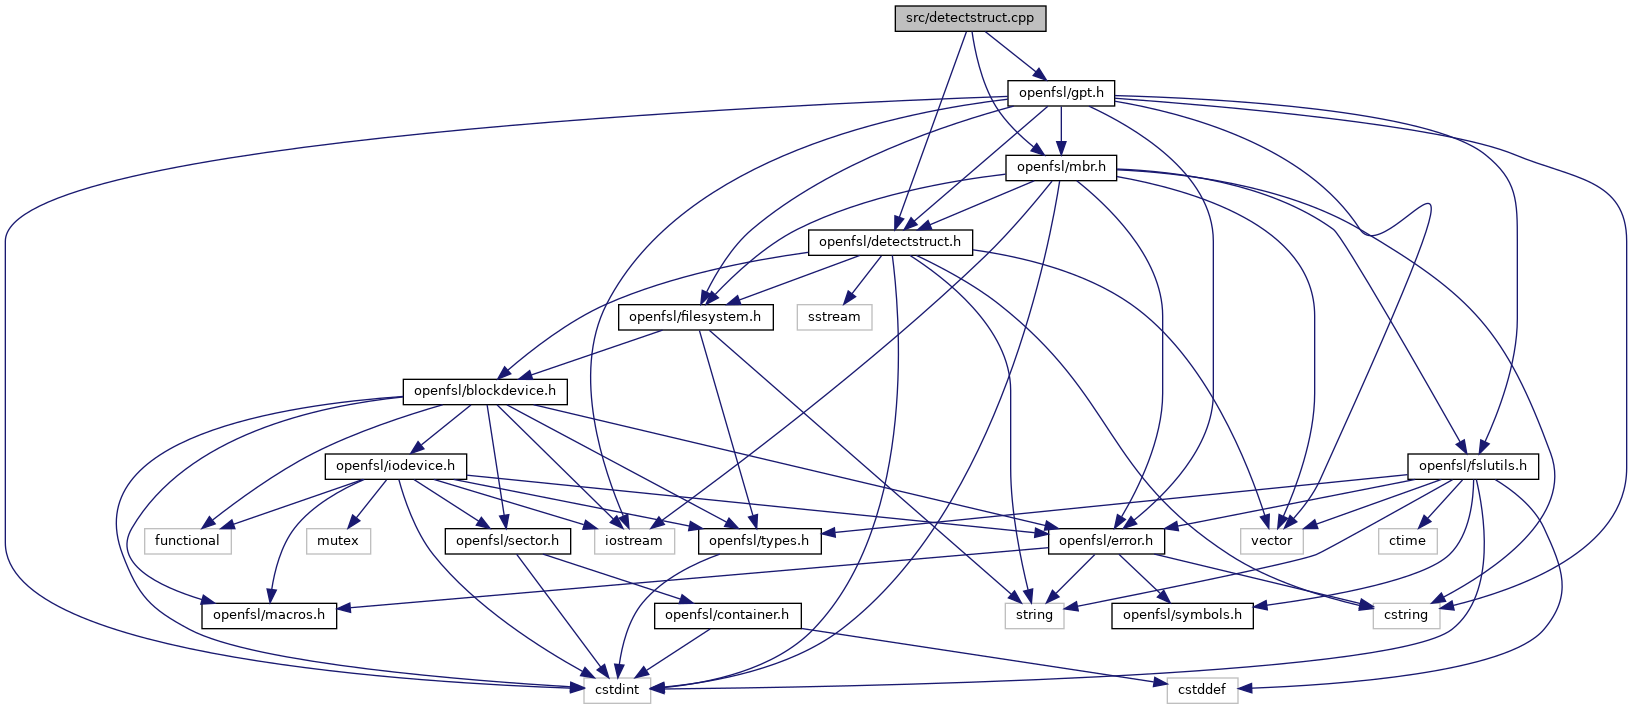 src/detectstruct.cpp
openfsl/gpt.h
openfsl/mbr.h
openfsl/detectstruct.h
openfsl/filesystem.h
sstream
openfsl/blockdevice.h
openfsl/iodevice.h
openfsl/fslutils.h
functional
mutex
openfsl/sector.h
iostream
openfsl/types.h
openfsl/error.h
vector
ctime
openfsl/macros.h
openfsl/container.h
string
openfsl/symbols.h
cstring
cstdint
cstddef